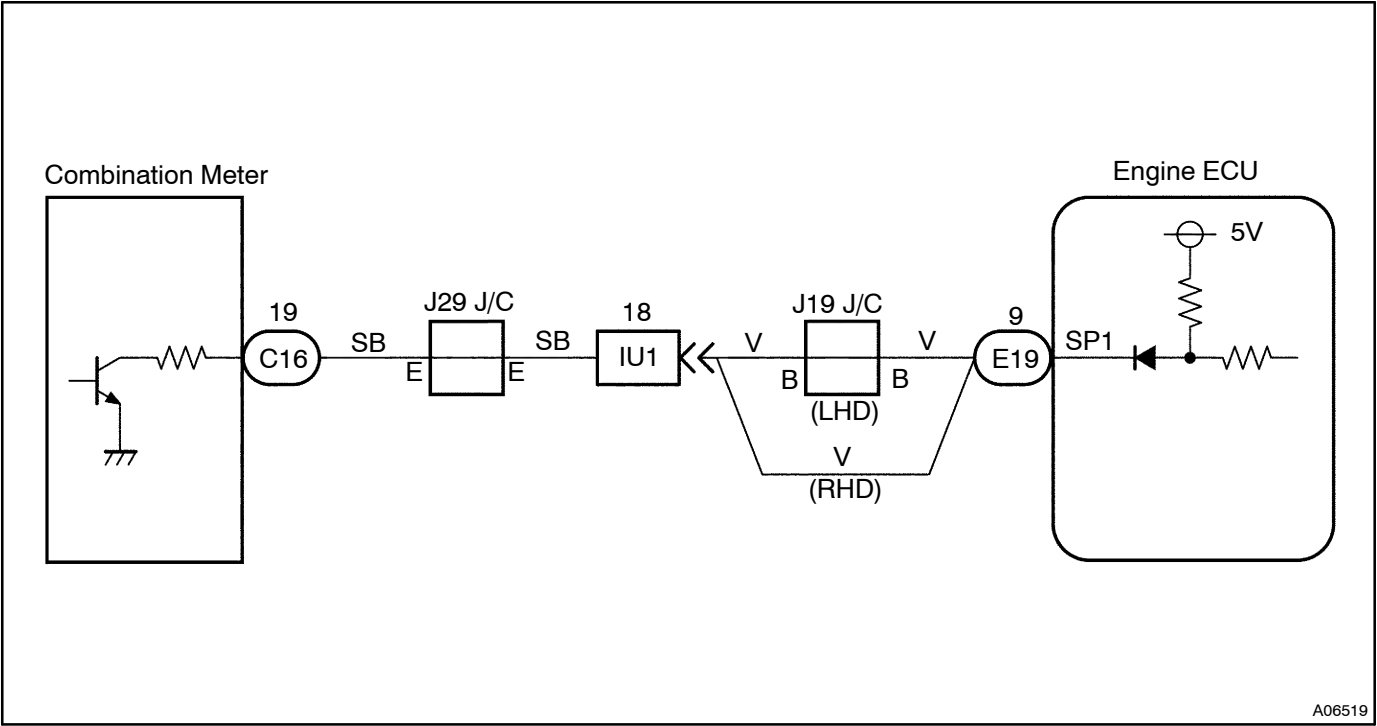 Combination Meter
Engine ECU
5V
19
C16
SB
J29 J/C
E
E
SB
18
IU1
V
J19 J/C
B
B
(LHD)
V
V
(RHD)
9
E19
SP1
A06519